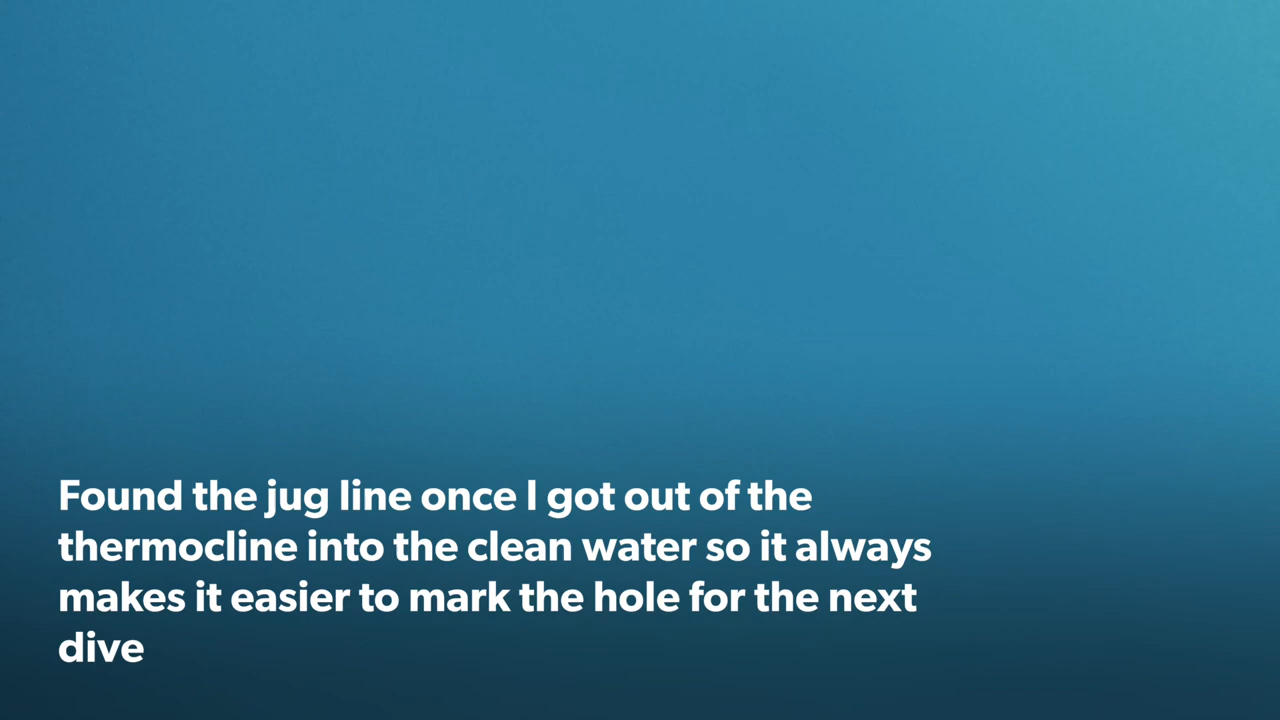 Found the jug line once I got out of the
thermocline into the clean water so it always
makes it easier to mark the hole for the next
dive